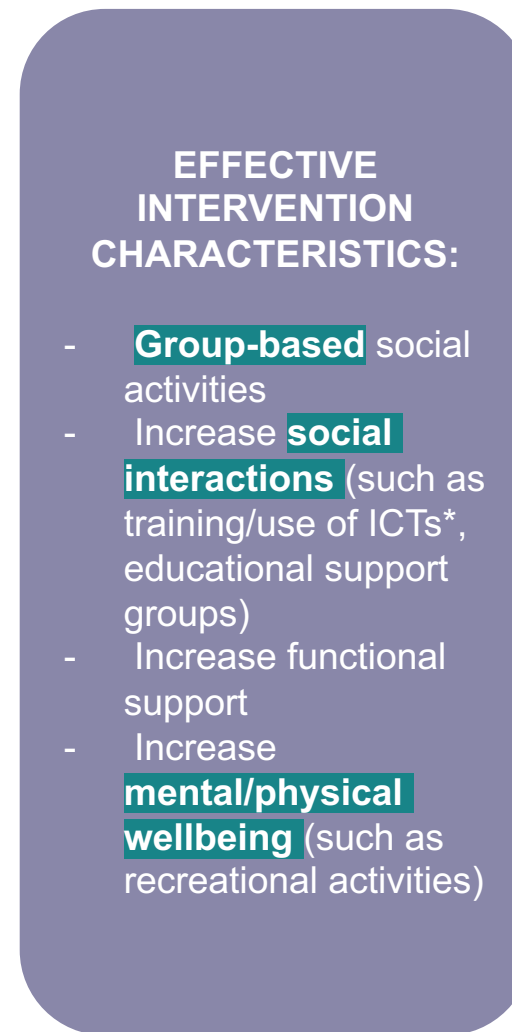 EFFECTIVE
INTERVENTION
CHARACTERISTICS:
- Group-based social
activities
- Increase social
interactions (such as
training/use of ICTs*,
educational support
groups)
- Increase functional
support
- Increase
mental/physical
wellbeing (such as
recreational activities)